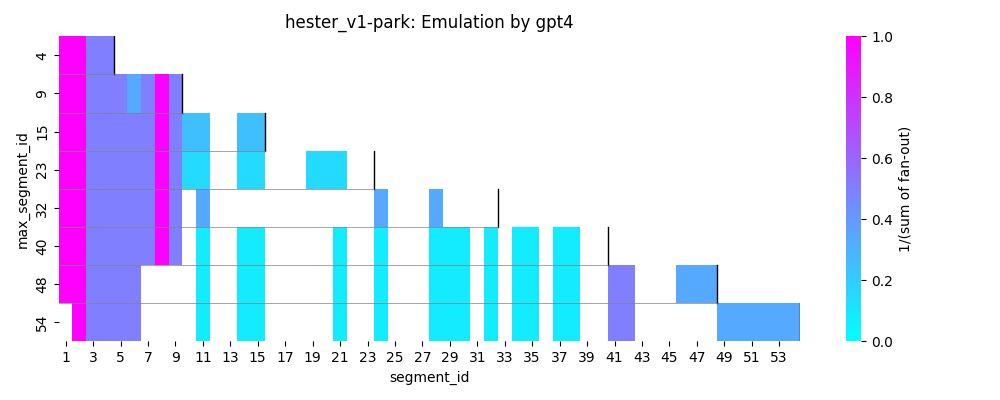 hester_v1-park: Emulation by gpt4
max_segment_id
4
9
15
23
32
40
48
54
1 3 5 7 9 11 13 15 17 19 21 23 25 27 29 31 33 35 37 39 41 43 45 47 49 51 53
segment_id
1.0
0.8
0.6
0.4
0.2
0.0
1/(sum of fan-out)